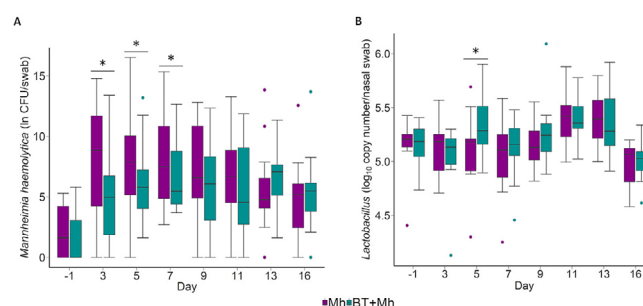 A
B
*
*
*
*
Mannheimia haemolytica (ln CFU/swab)
15
10
5
0
-1 3 5 7 9 11 13 16
Day
Lactobacillus (log10 copy number/nasal swab)
6.0
5.5
5.0
4.5
-1 3 5 7 9 11 13 16
Day
Mh BT+Mh